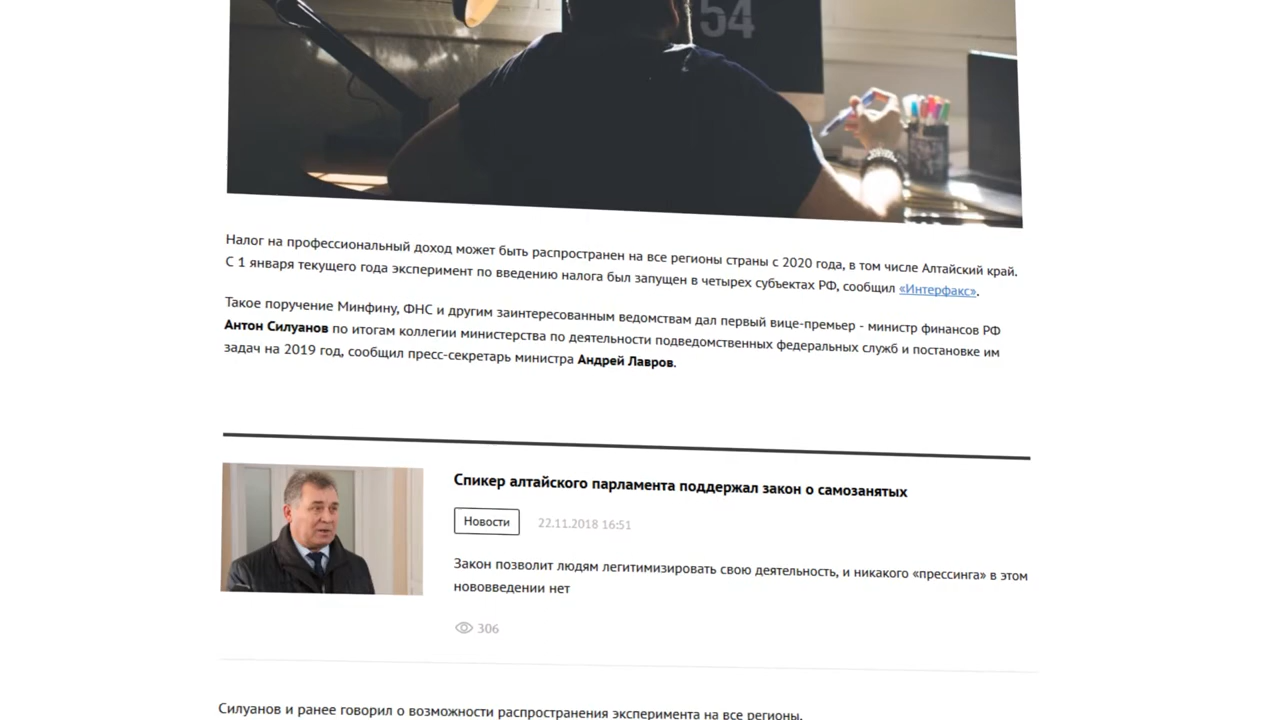 54
Налог на профессиональный доход может быть распространен на все регионы страны с 2020 года, в том числе Алтайский край.
С 1 января текущего года эксперимент по введению налога был запущен в четырех субъектах РФ, сообщил «Интерфакс».
Такое поручение Минфину, ФНС и другим заинтересованным ведомствам дал первый вице-премьер - министр финансов РФ
Антон Силуанов по итогам коллегии министерства по деятельности подведомственных федеральных служб и постановке им
задач на 2019 год, сообщил пресс-секретарь министра Андрей Лавров.
Спикер алтайского парламента поддержал закон о самозанятых
Новости 22.11.2018 16:51
Закон позволит людям легитимизировать свою деятельность, и никакого «прессинга» в этом
нововведении нет
306
Силуанов и ранее говорил о возможности распространения эксперимента на все регионы.